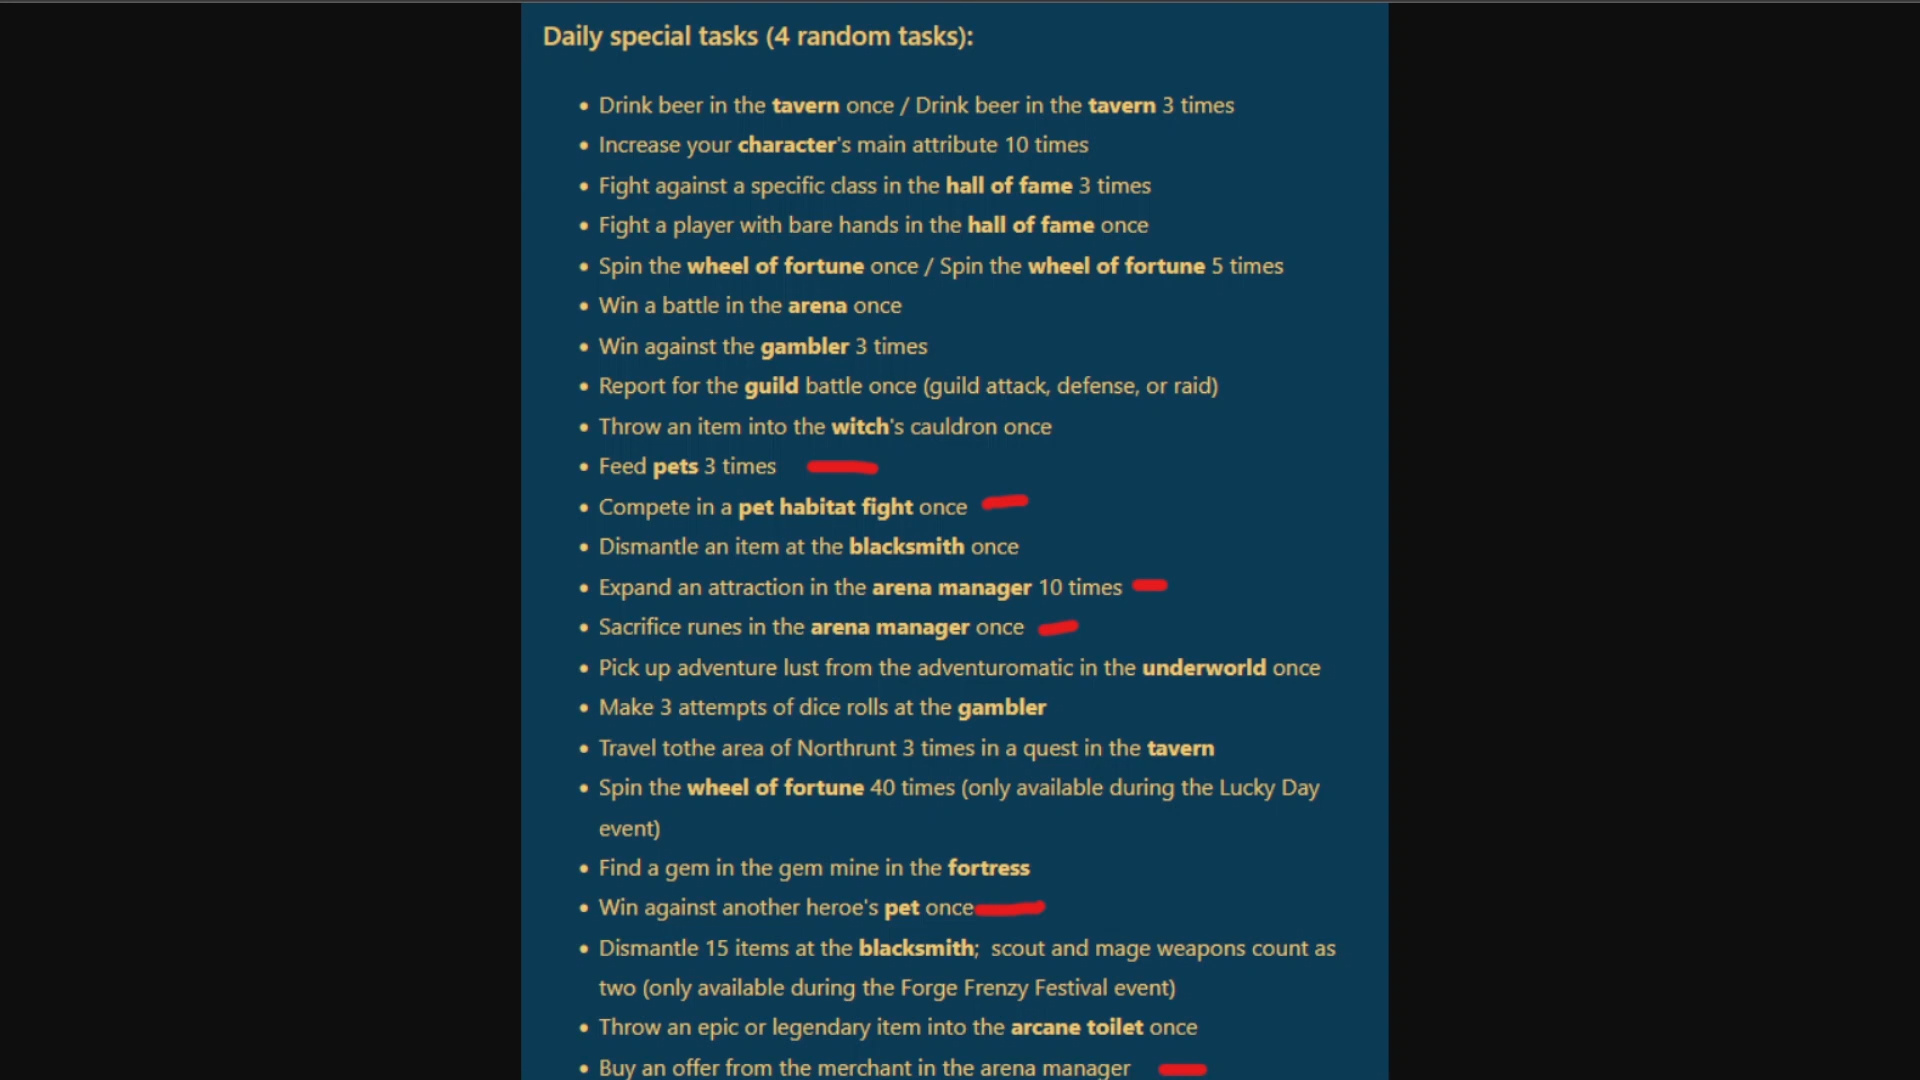 Daily special tasks (4 random tasks):
• Drink beer in the tavern once / Drink beer in the tavern 3 times
• Increase your character's main attribute 10 times
• Fight against a specific class in the hall of fame 3 times
• Fight a player with bare hands in the hall of fame once
• Spin the wheel of fortune once / Spin the wheel of fortune 5 times
• Win a battle in the arena once
• Win against the gambler 3 times
• Report for the guild battle once (guild attack, defense, or raid)
• Throw an item into the witch's cauldron once
• Feed pets 3 times
• Compete in a pet habitat fight once
• Dismantle an item at the blacksmith once
• Expand an attraction in the arena manager 10 times
• Sacrifice runes in the arena manager once
• Pick up adventure lust from the adventuromatic in the underworld once
• Make 3 attempts of dice rolls at the gambler
• Travel tothe area of Northrunt 3 times in a quest in the tavern
• Spin the wheel of fortune 40 times (only available during the Lucky Day
event)
• Find a gem in the gem mine in the fortress
• Win against another heroe's pet once
• Dismantle 15 items at the blacksmith; scout and mage weapons count as
two (only available during the Forge Frenzy Festival event)
• Throw an epic or legendary item into the arcane toilet once
• Buy an offer from the merchant in the arena manager